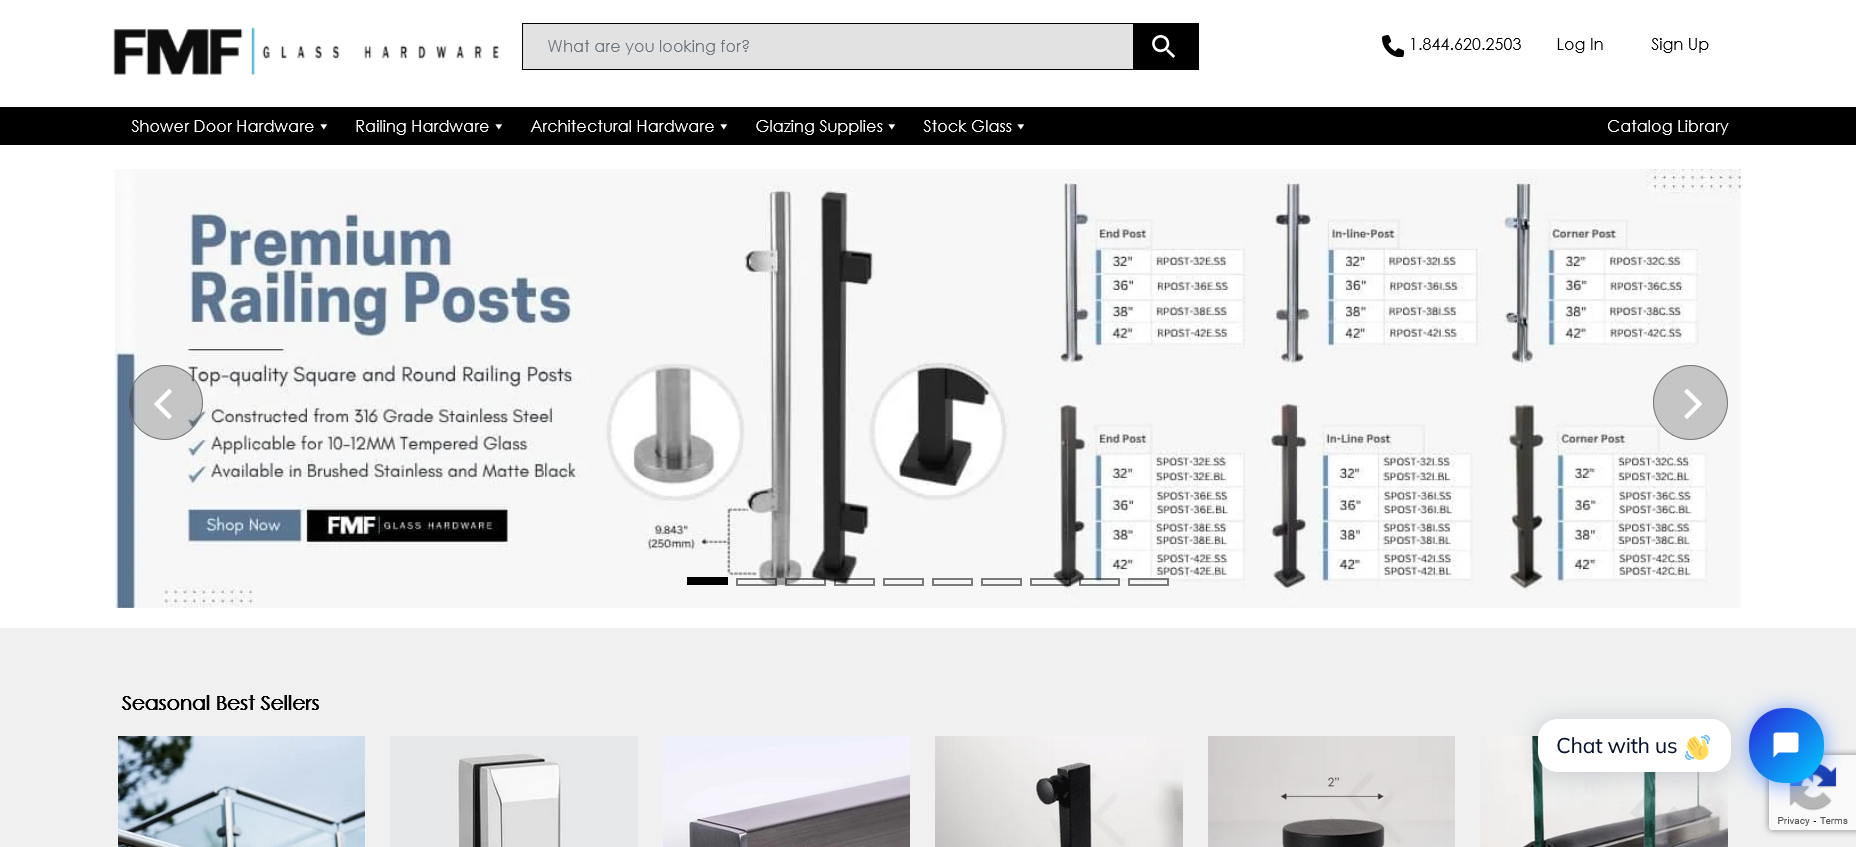 FMF GLASS HARDWARE
What are you looking for?
1.844.620.2503
Log In
Sign Up
Shower Door Hardware
Railing Hardware
Architectural Hardware
Glazing Supplies
Stock Glass
Catalog Library
Premium
Railing Posts
Top-quality Square and Round Railing Posts
Constructed from 316 Grade Stainless Steel
Applicable for 10-12MM Tempered Glass
Available in Brushed Stainless and Matte Black
Shop Now
FMF GLASS HARDWARE
9.843"
(250mm)
End Post
32" RPOST-32E.SS
36" RPOST-36E.SS
38" RPOST-38E.SS
42" RPOST-42E.SS
In-line-Post
32" RPOST-32I.SS
36" RPOST-36I.SS
38" RPOST-38I.SS
42" RPOST-42I.SS
Corner Post
32" RPOST-32C.SS
36" RPOST-36C.SS
38" RPOST-38C.SS
42" RPOST-42C.SS
End Post
32" SPOST-32E.SS
SPOST-32E.BL
36" SPOST-36E.SS
SPOST-36E.BL
38" SPOST-38E.SS
SPOST-38E.BL
42" SPOST-42E.SS
SPOST-42E.BL
In-Line Post
32" SPOST-32I.SS
SPOST-32I.BL
36" SPOST-36I.SS
SPOST-36I.BL
38" SPOST-38I.SS
SPOST-38I.BL
42" SPOST-42I.SS
SPOST-42I.BL
Corner Post
32" SPOST-32C.SS
SPOST-32C.BL
36" SPOST-36C.SS
SPOST-36C.BL
38" SPOST-38C.SS
SPOST-38C.BL
42" SPOST-42C.SS
SPOST-42C.BL
Seasonal Best Sellers
2"
Chat with us 👋
Privacy - Terms